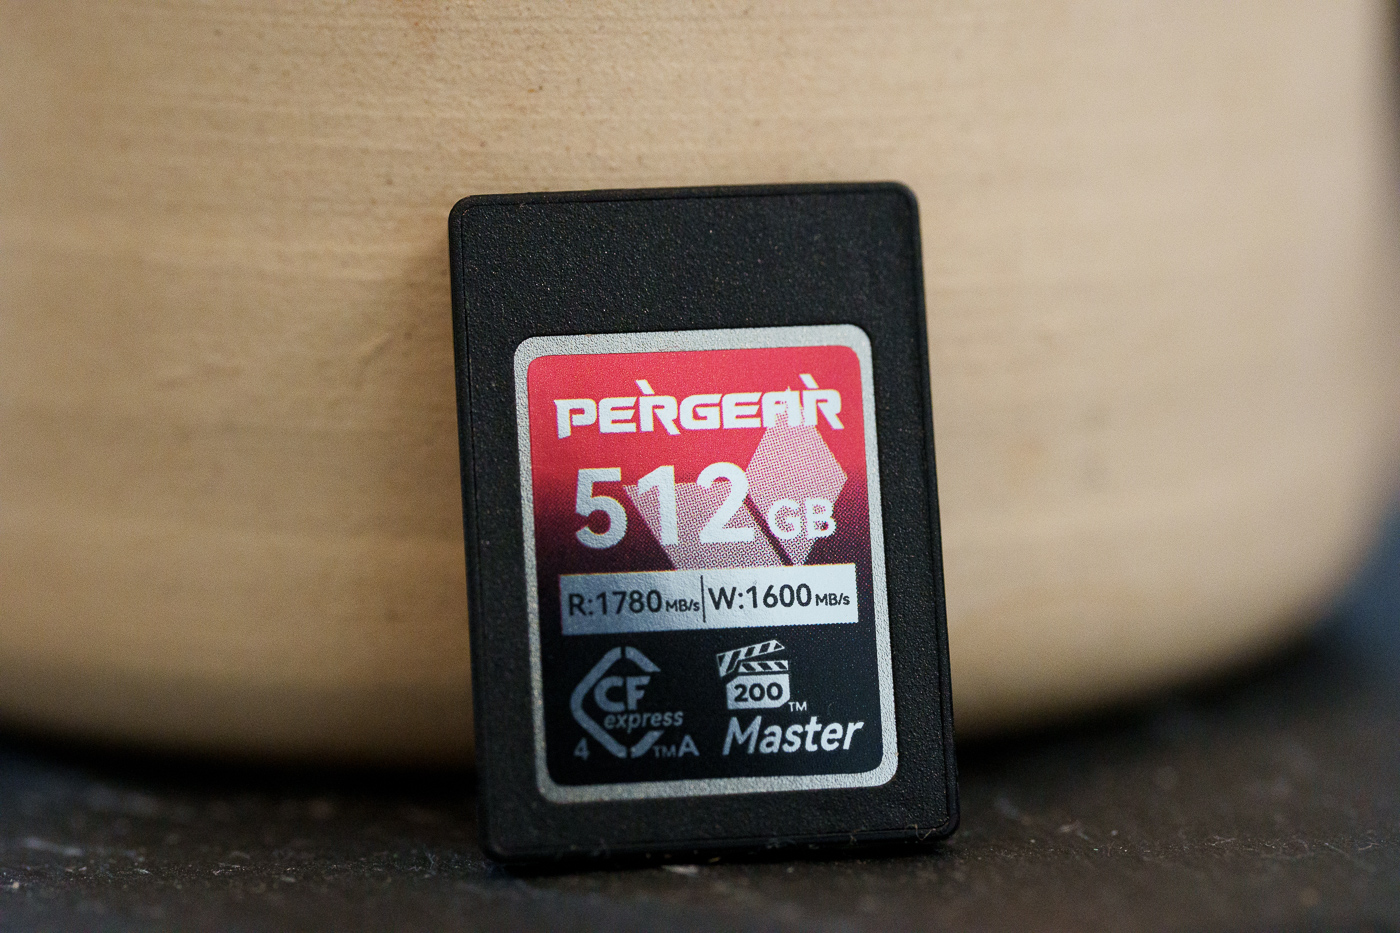 PERGEAR
512GB
R:1780MB/s W:1600MB/s
CF express 4 ™ A
200 ™
Master